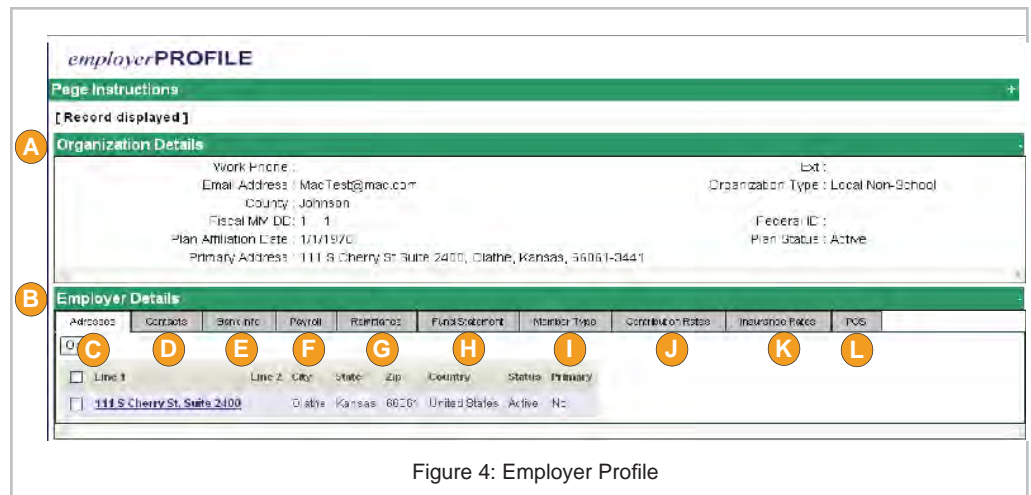 employerPROFILE
Page Instructions +
[ Record displayed ]
A Organization Details -
Work Phone : Ext :
Email Address : MacTest@mac.com Organization Type : Local Non-School
County : Johnson
Fiscal MM DD : 1 1 Federal ID :
Plan Affiliation Date : 1/1/1970 Plan Status : Active
Primary Address : 111 S Cherry St Suite 2400, Olathe, Kansas, 66061-3441
B Employer Details -
Adresses Contacts Bank Info Payroll Remittance Fund Statement Member Type Contribution Rates Insurance Rates POS
C D E F G H I J K L
Line 1 Line 2 City State Zip Country Status Primary
111 S Cherry St. Suite 2400 Olathe Kansas 66061 United States Active No
Figure 4: Employer Profile